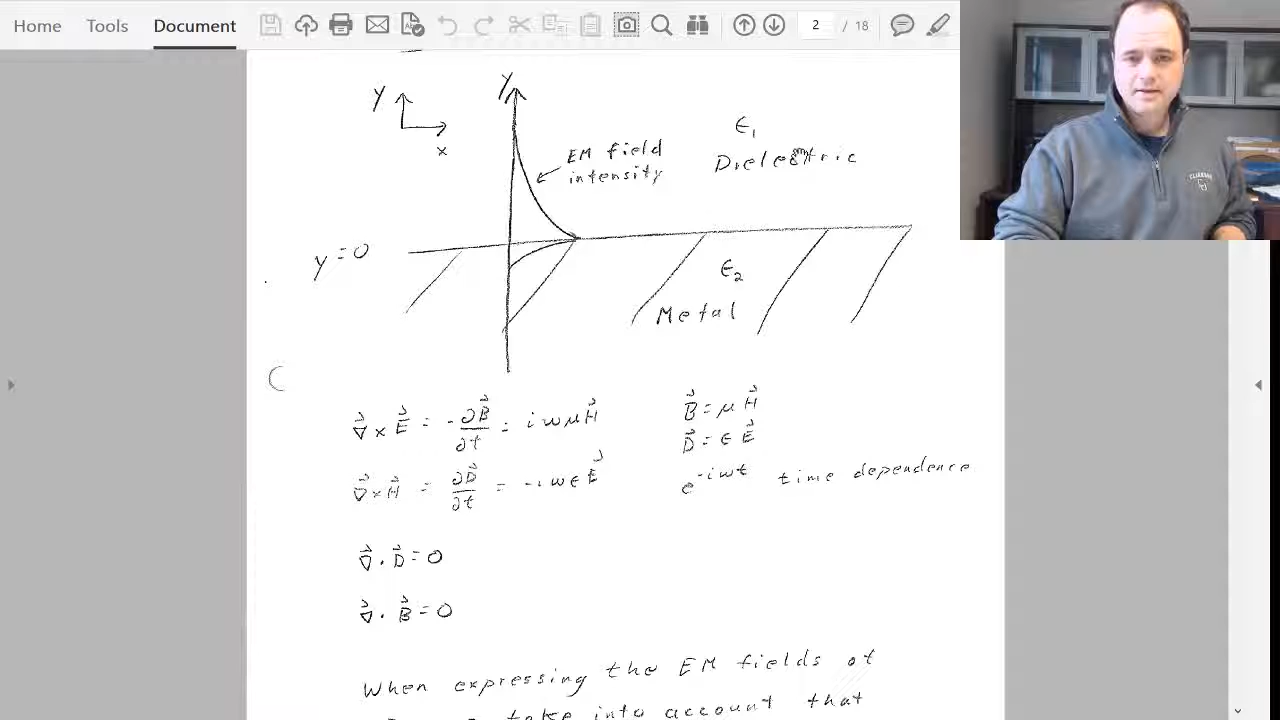 Home Tools Document 2 / 18
y y
x
EM field
intensity
ϵ₁
Dielectric
y=0
ϵ₂
Metal
∇⃗ × E⃗ = -∂B⃗/∂t = iωμH⃗
B⃗ = μH⃗
D⃗ = ϵE⃗
∇⃗ × H⃗ = ∂D⃗/∂t = -iωϵE⃗
e^{-iωt} time dependence
∇⃗ · D⃗ = 0
∇⃗ · B⃗ = 0
When expressing the EM fields of
take into account that